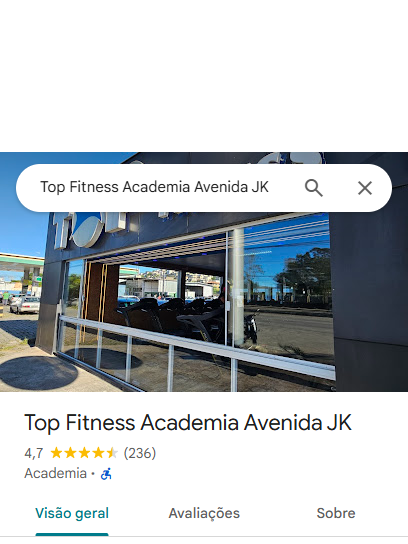 Top Fitness Academia Avenida JK
Top Fitness Academia Avenida JK
4,7 (236)
Academia ·
Visão geral Avaliações Sobre